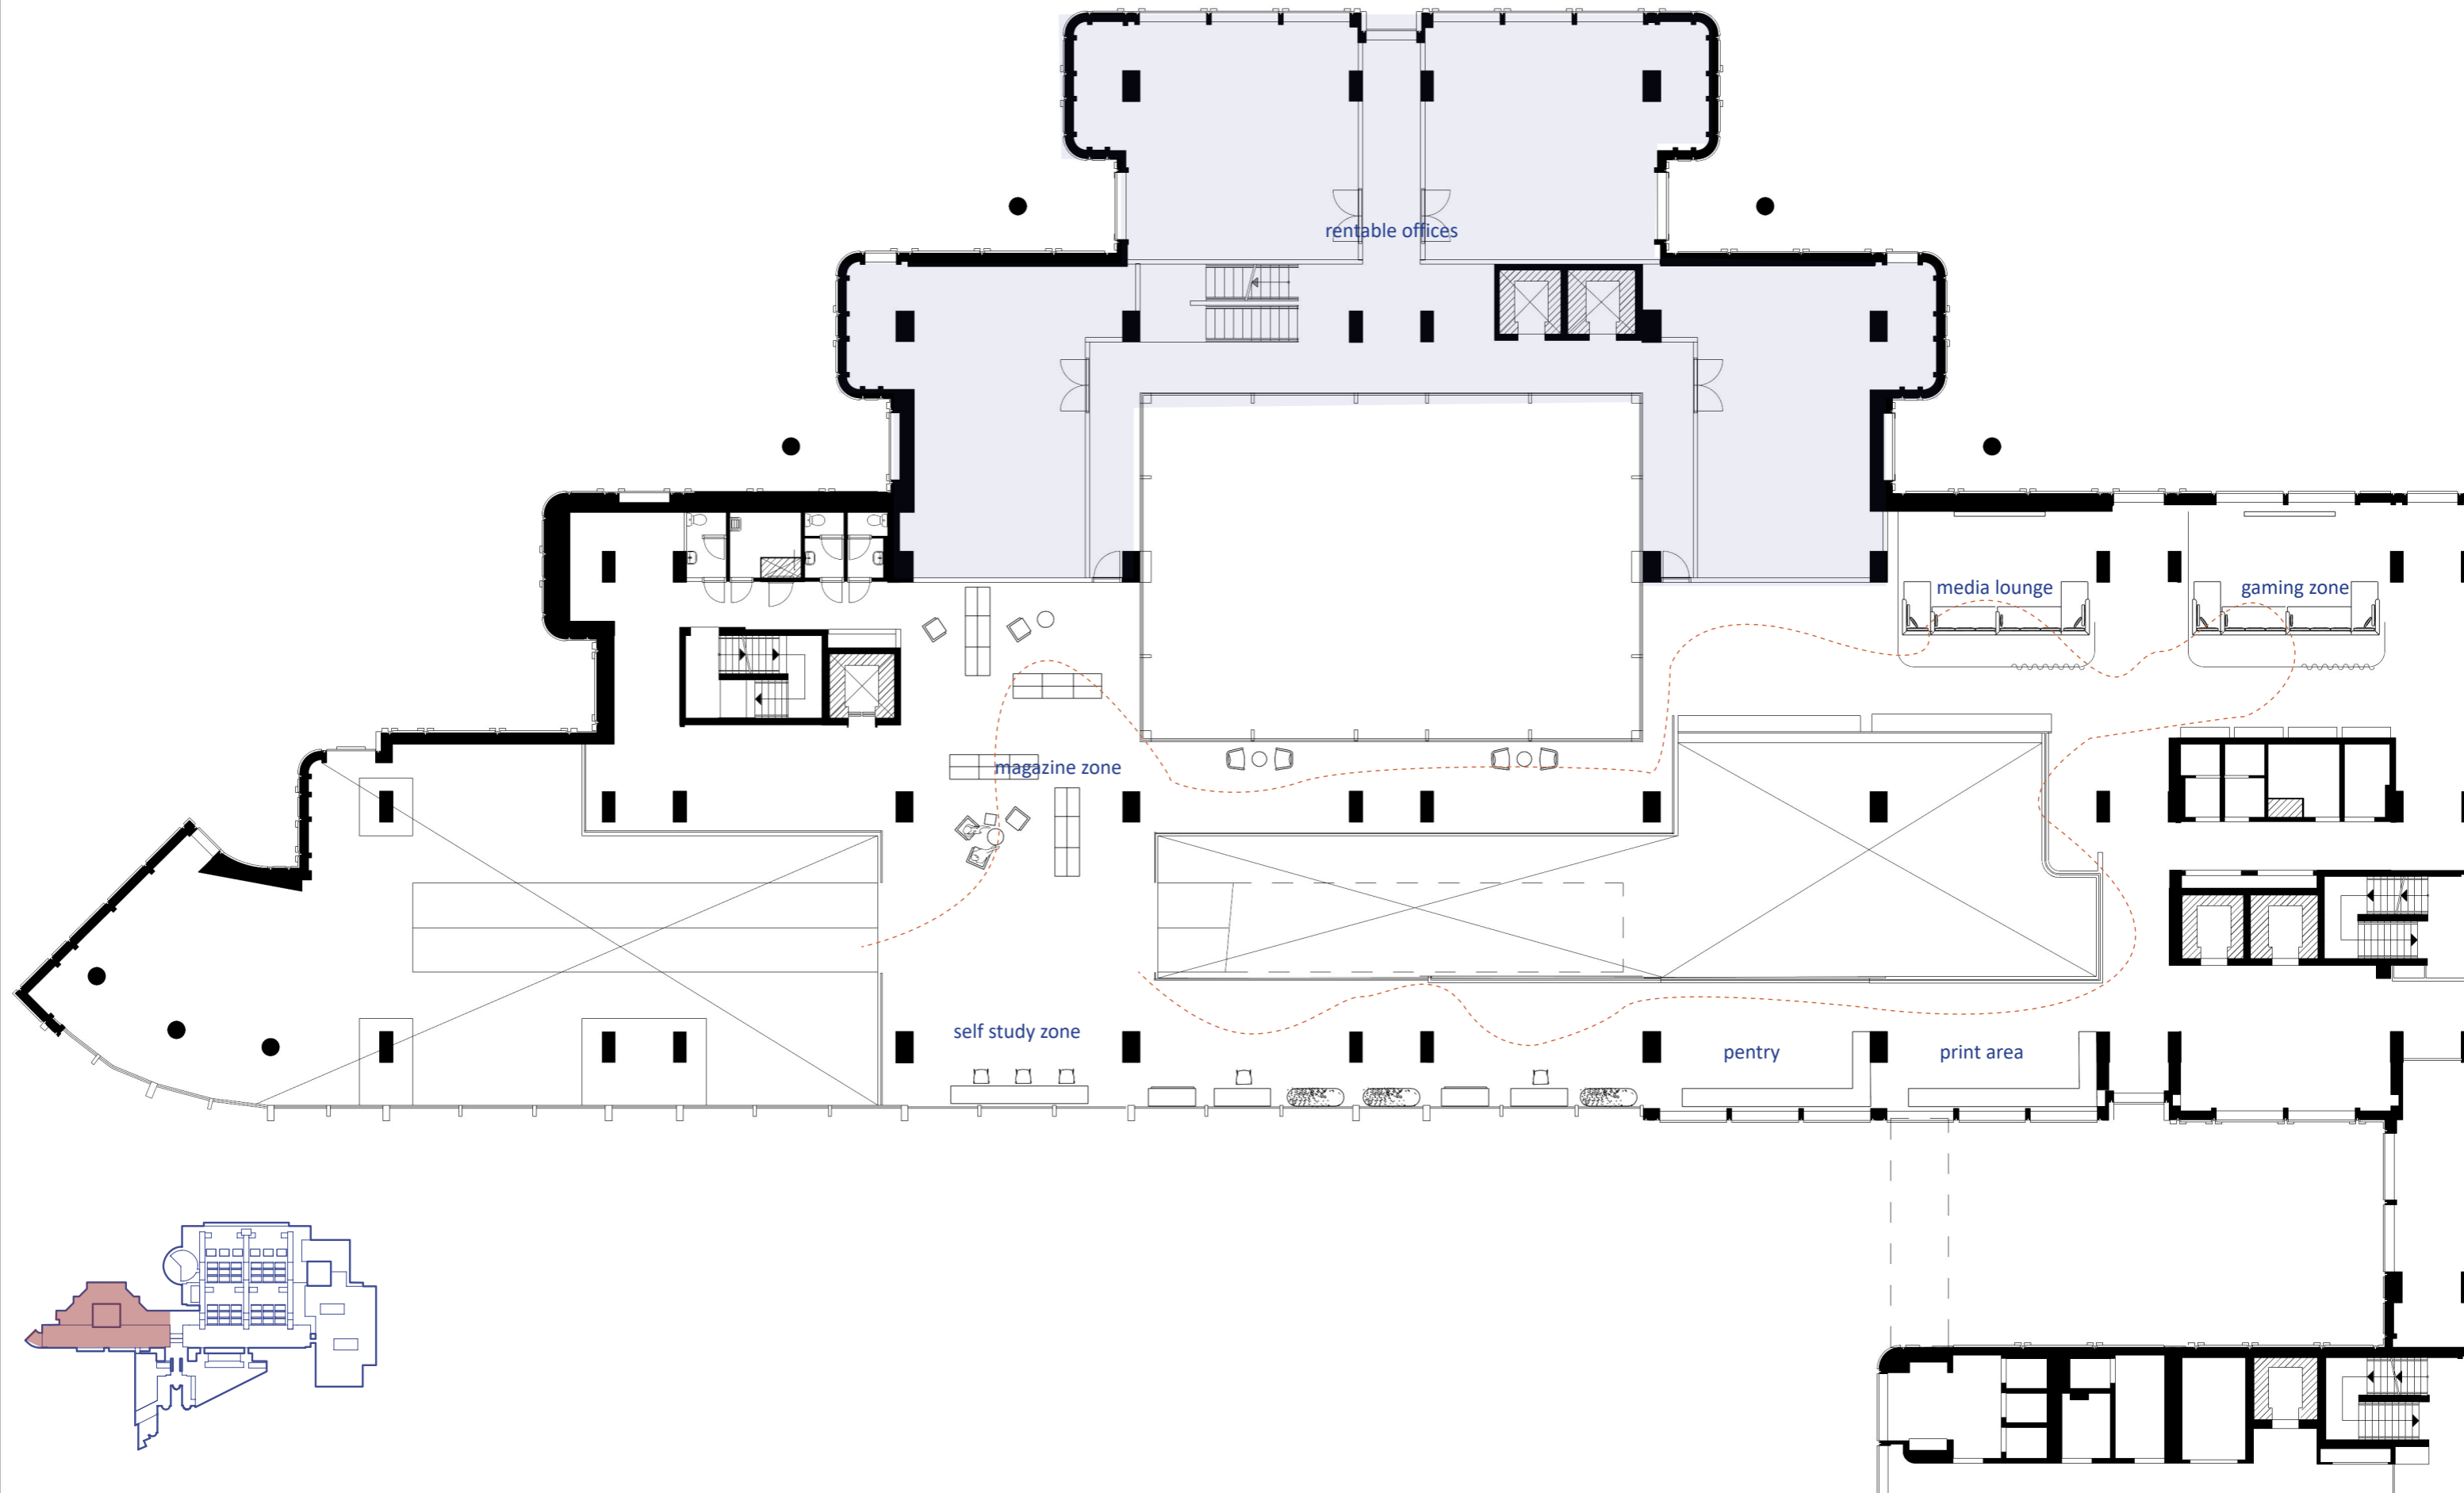 rentable offices
media lounge
gaming zone
magazine zone
self study zone
pentry
print area